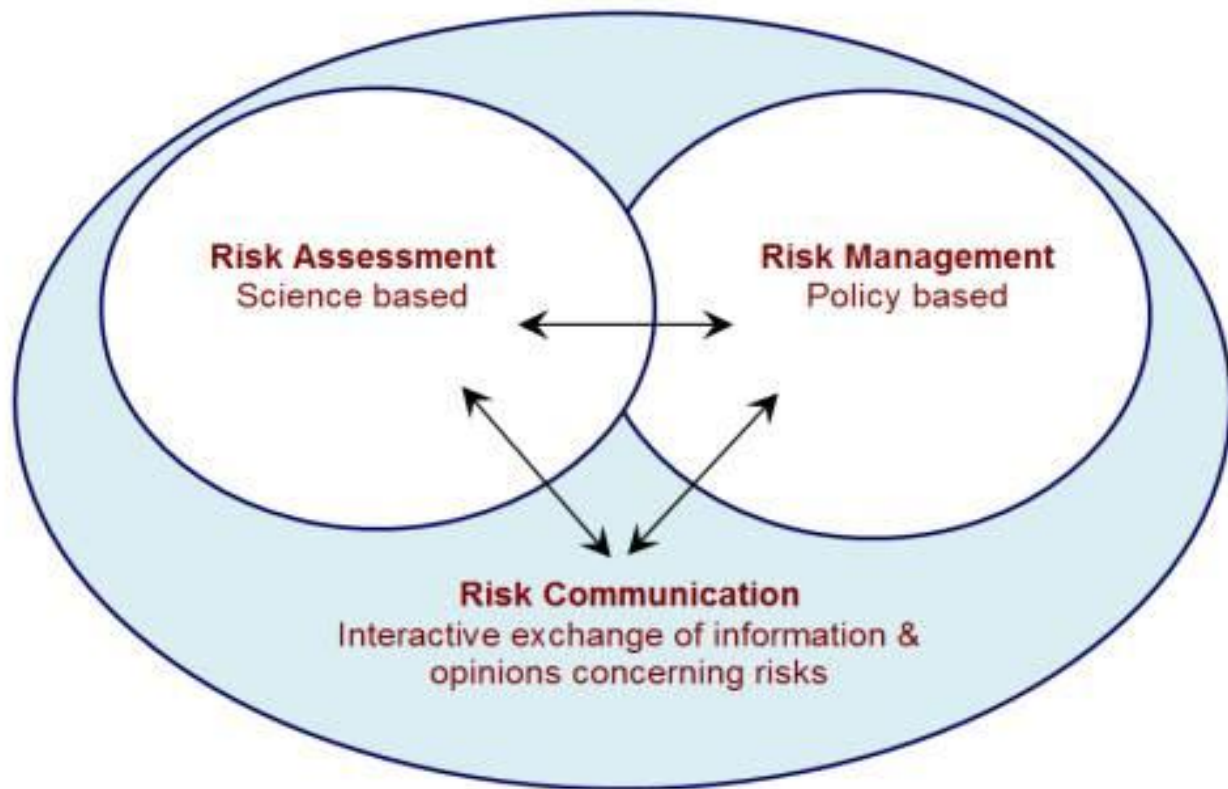 Risk Assessment
Science based
Risk Management
Policy based
Risk Communication
Interactive exchange of information &
opinions concerning risks